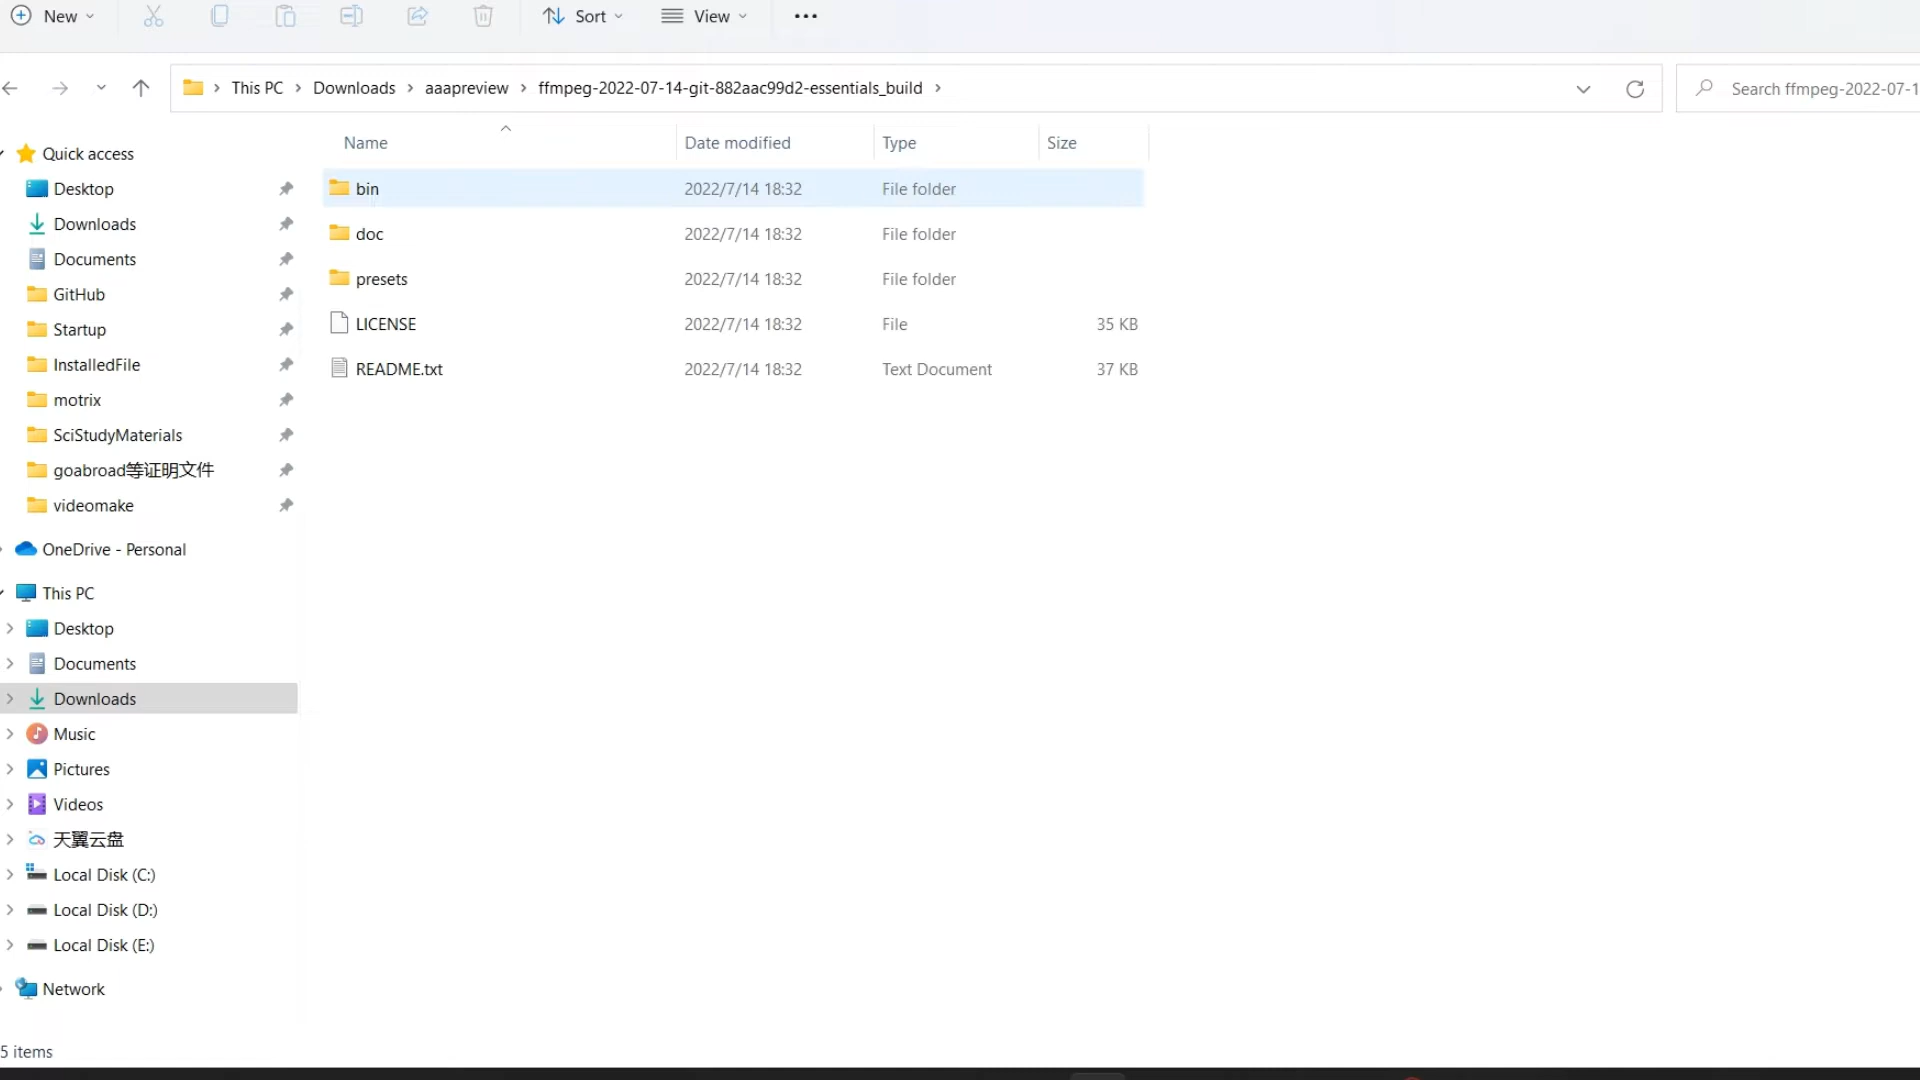 New
Sort
View
This PC
Downloads
aaapreview
ffmpeg-2022-07-14-git-882aac99d2-essentials_build
Search ffmpeg-2022-07-1
Name
Date modified
Type
Size
bin
2022/7/14 18:32
File folder
doc
2022/7/14 18:32
File folder
presets
2022/7/14 18:32
File folder
LICENSE
2022/7/14 18:32
File
35 KB
README.txt
2022/7/14 18:32
Text Document
37 KB
Quick access
Desktop
Downloads
Documents
GitHub
Startup
InstalledFile
motrix
SciStudyMaterials
goabroad等证明文件
videomake
OneDrive - Personal
This PC
Desktop
Documents
Downloads
Music
Pictures
Videos
天翼云盘
Local Disk (C:)
Local Disk (D:)
Local Disk (E:)
Network
5 items